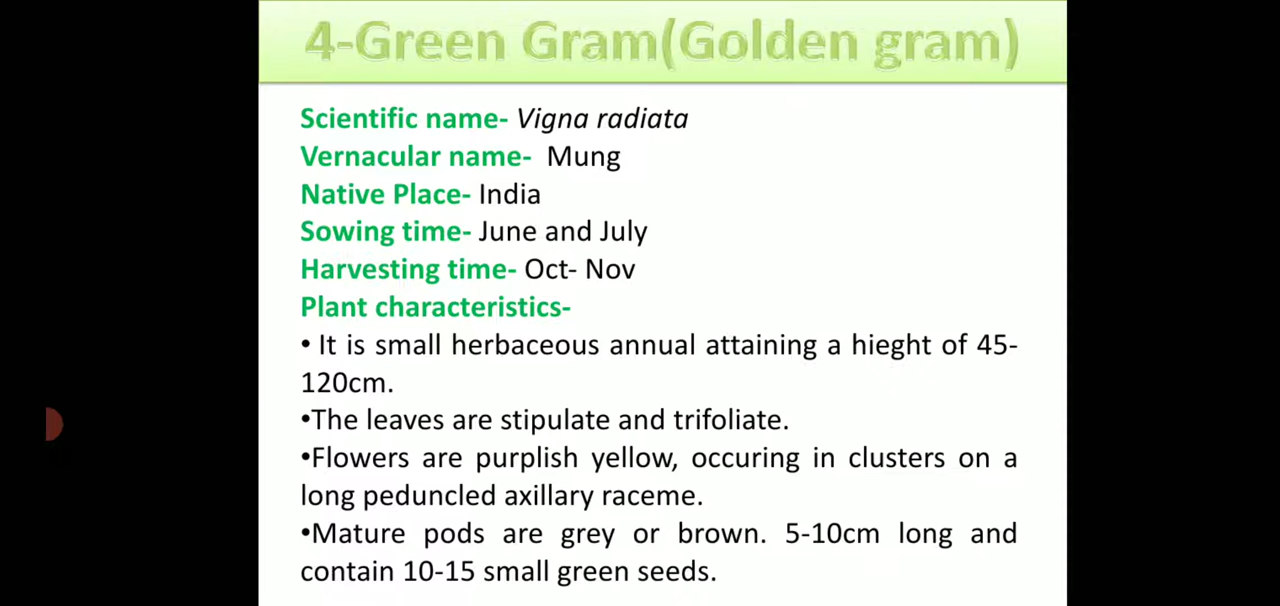 4-Green Gram(Golden gram)
Scientific name- Vigna radiata
Vernacular name- Mung
Native Place- India
Sowing time- June and July
Harvesting time- Oct- Nov
Plant characteristics-
• It is small herbaceous annual attaining a hieght of 45-
120cm.
•The leaves are stipulate and trifoliate.
•Flowers are purplish yellow, occuring in clusters on a
long peduncled axillary raceme.
•Mature pods are grey or brown. 5-10cm long and
contain 10-15 small green seeds.